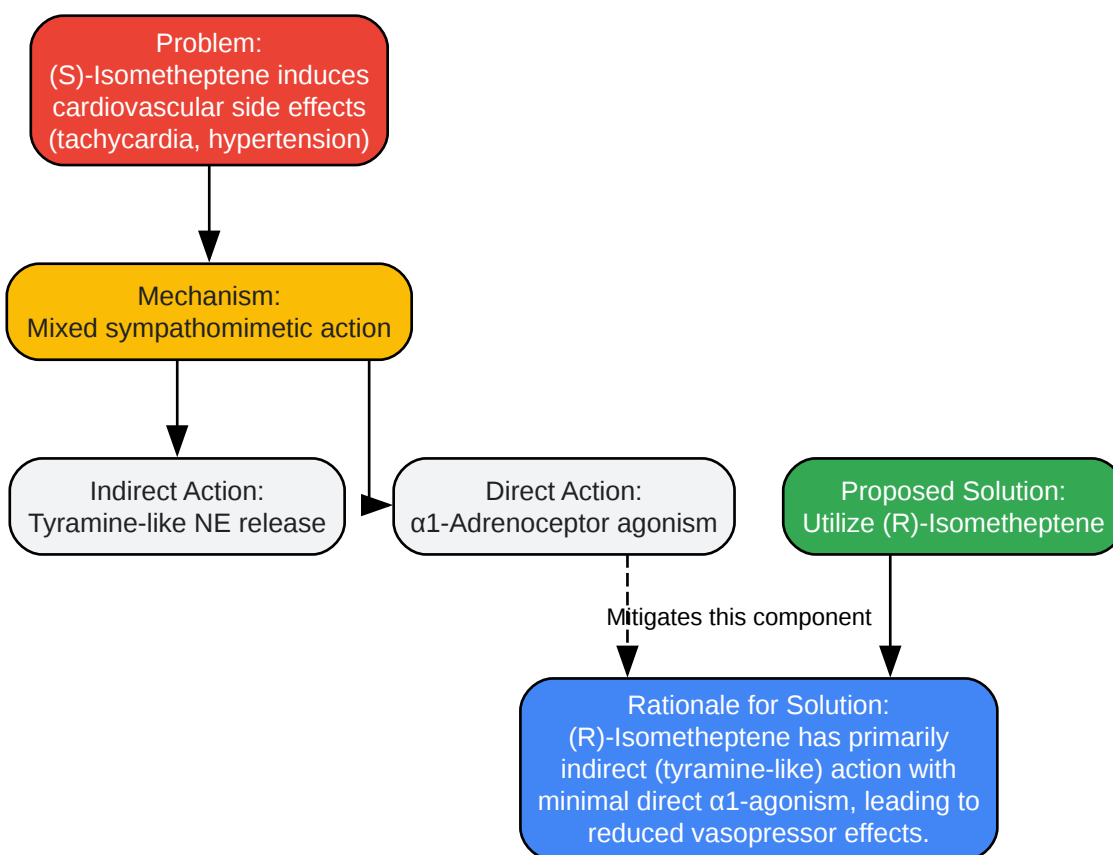 Problem:
(S)-Isometheptene induces
cardiovascular side effects
(tachycardia, hypertension)
Mechanism:
Mixed sympathomimetic action
Indirect Action:
Tyramine-like NE release
Direct Action:
α1-Adrenoceptor agonism
Proposed Solution:
Utilize (R)-Isometheptene
Mitigates this component
Rationale for Solution:
(R)-Isometheptene has primarily
indirect (tyramine-like) action with
minimal direct α1-agonism, leading to
reduced vasopressor effects.